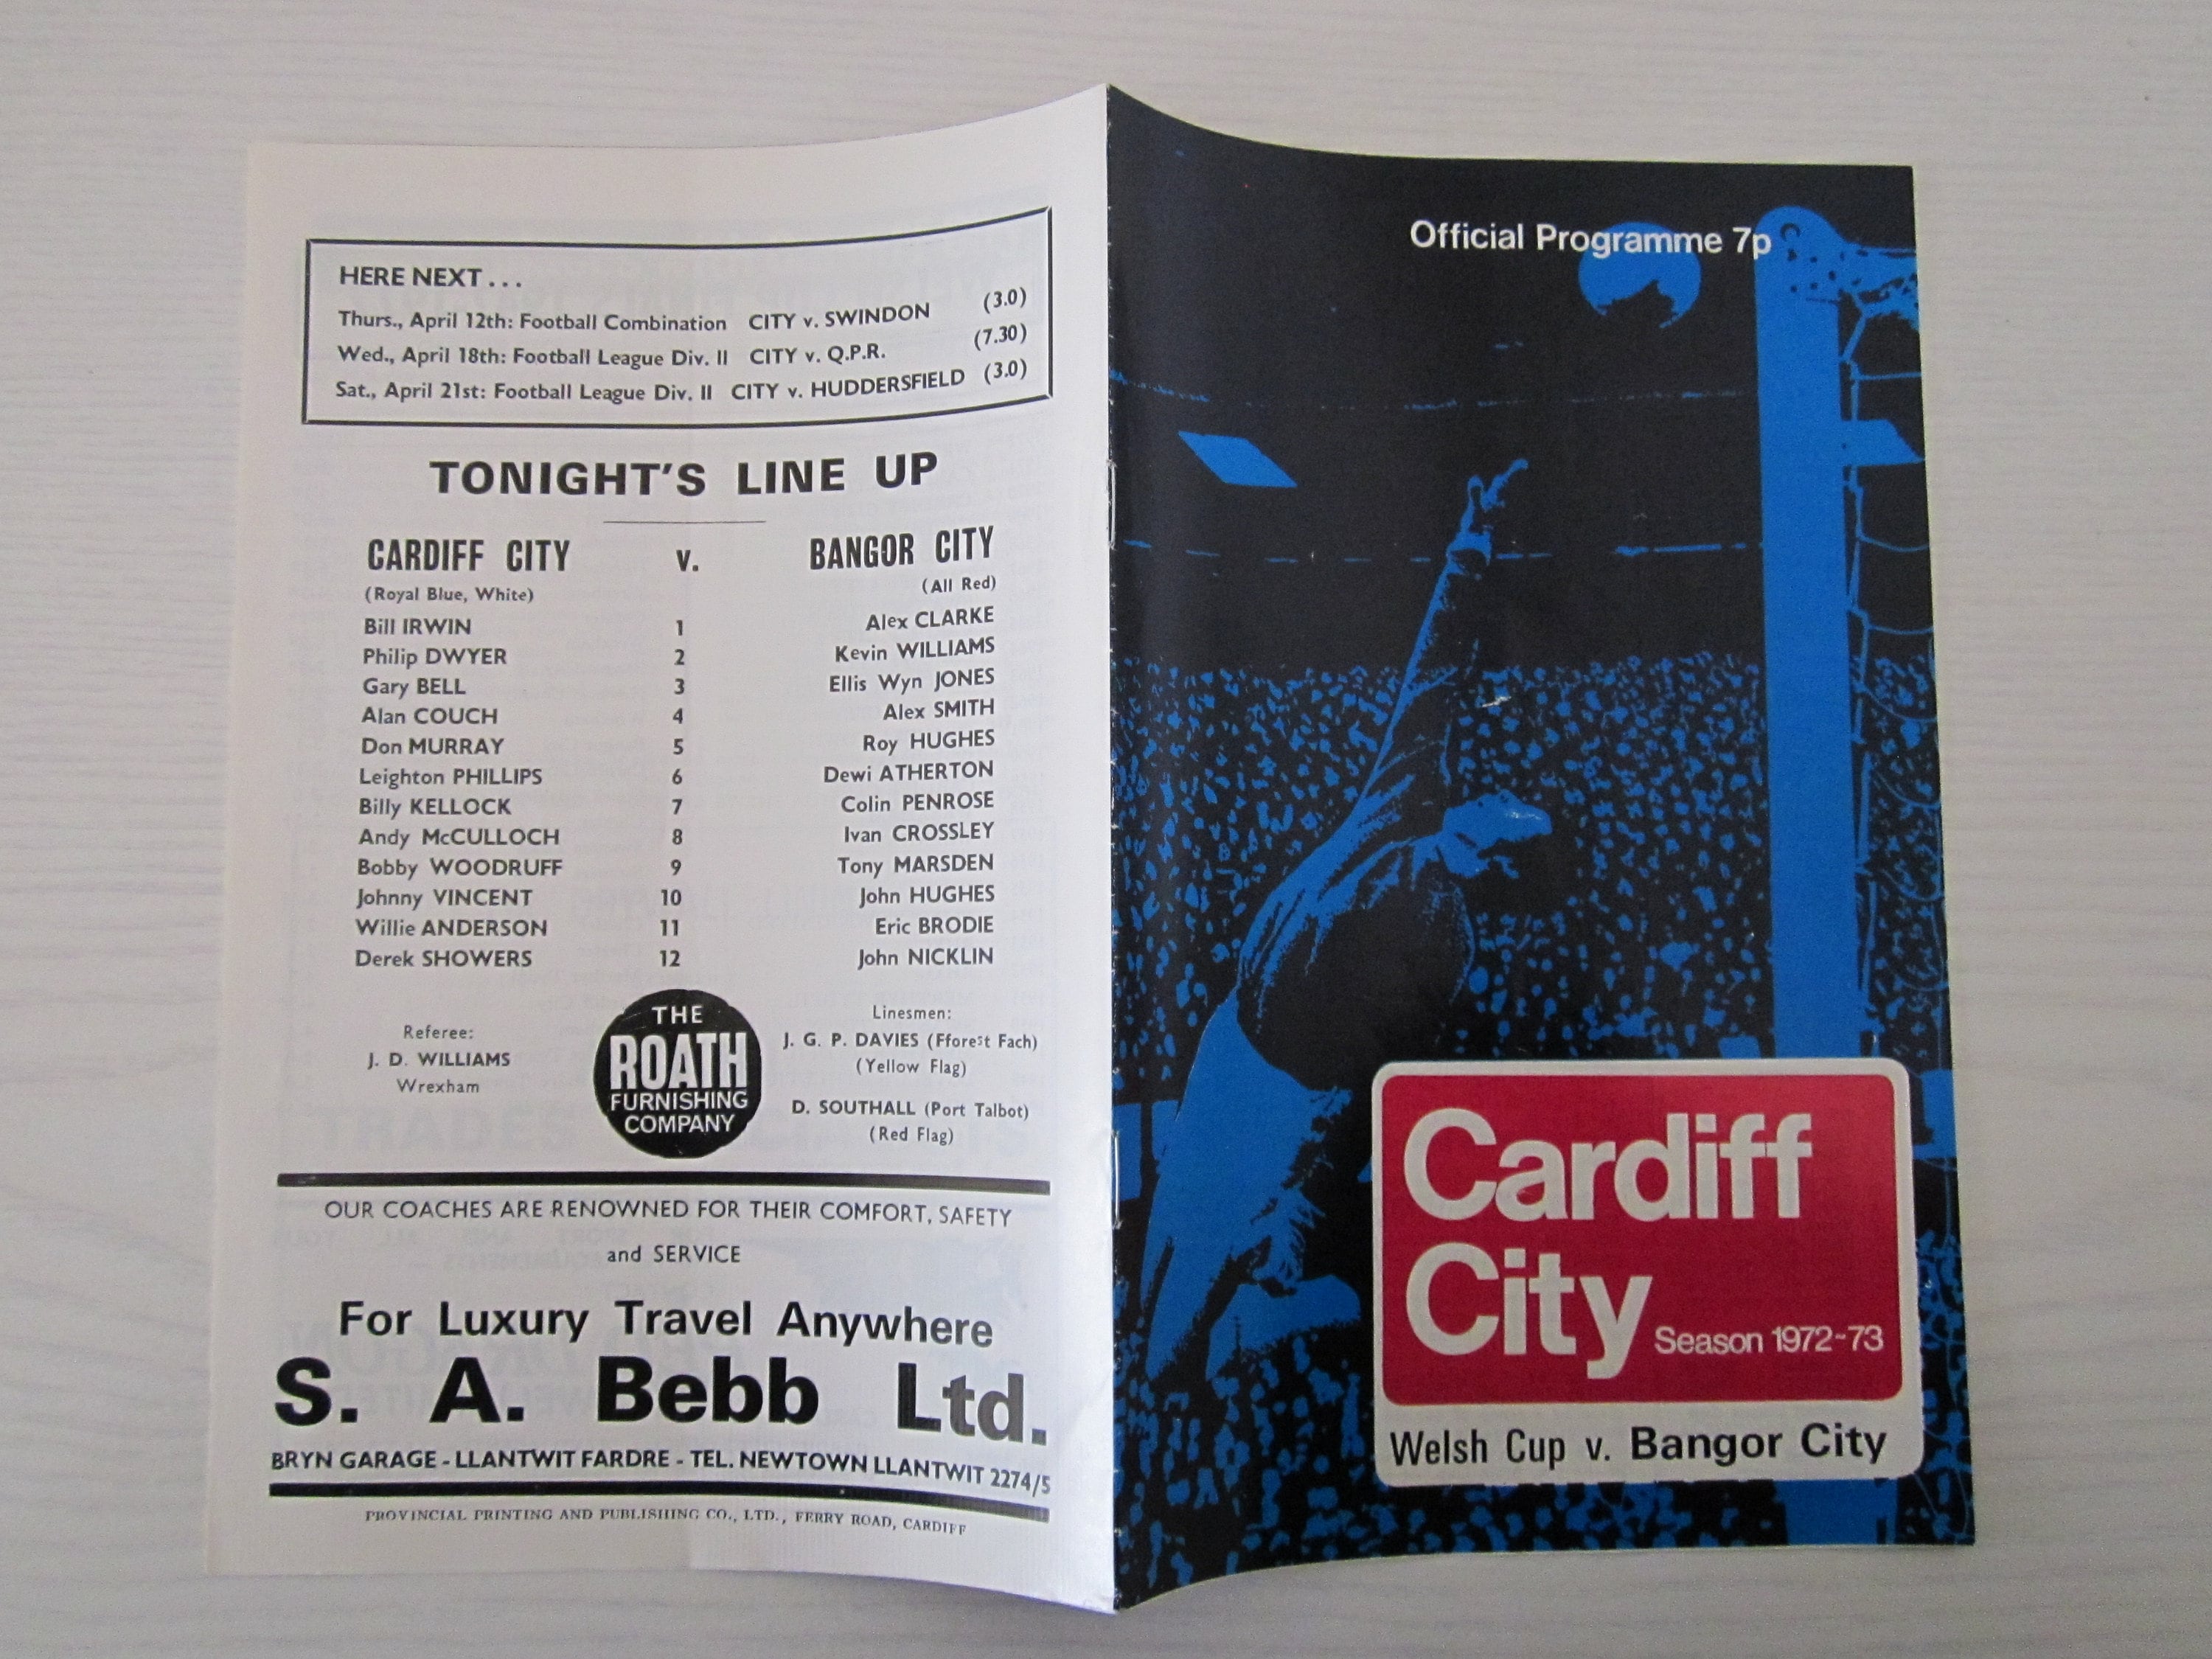 HERE NEXT . . .
Thurs., April 12th: Football Combination CITY v. SWINDON (3.0)
Wed., April 18th: Football League Div. II CITY v. Q.P.R. (7.30)
Sat., April 21st: Football League Div. II CITY v. HUDDERSFIELD (3.0)
TONIGHT'S LINE UP
CARDIFF CITY v. BANGOR CITY
(Royal Blue, White) (All Red)
Bill IRWIN 1 Alex CLARKE
Philip DWYER 2 Kevin WILLIAMS
Gary BELL 3 Ellis Wyn JONES
Alan COUCH 4 Alex SMITH
Don MURRAY 5 Roy HUGHES
Leighton PHILLIPS 6 Dewi ATHERTON
Billy KELLOCK 7 Colin PENROSE
Andy McCULLOCH 8 Ivan CROSSLEY
Bobby WOODRUFF 9 Tony MARSDEN
Johnny VINCENT 10 John HUGHES
Willie ANDERSON 11 Eric BRODIE
Derek SHOWERS 12 John NICKLIN
Referee:
J. D. WILLIAMS
Wrexham
THE
ROATH
FURNISHING
COMPANY
Linesmen:
J. G. P. DAVIES (Fforest Fach)
(Yellow Flag)
D. SOUTHALL (Port Talbot)
(Red Flag)
OUR COACHES ARE RENOWNED FOR THEIR COMFORT, SAFETY
and SERVICE
For Luxury Travel Anywhere
S. A. Bebb Ltd.
BRYN GARAGE - LLANTWIT FARDRE - TEL. NEWTOWN LLANTWIT 2274/5
PROVINCIAL PRINTING AND PUBLISHING CO., LTD., FERRY ROAD, CARDIFF
Official Programme 7p
Cardiff
City
Season 1972-73
Welsh Cup v. Bangor City